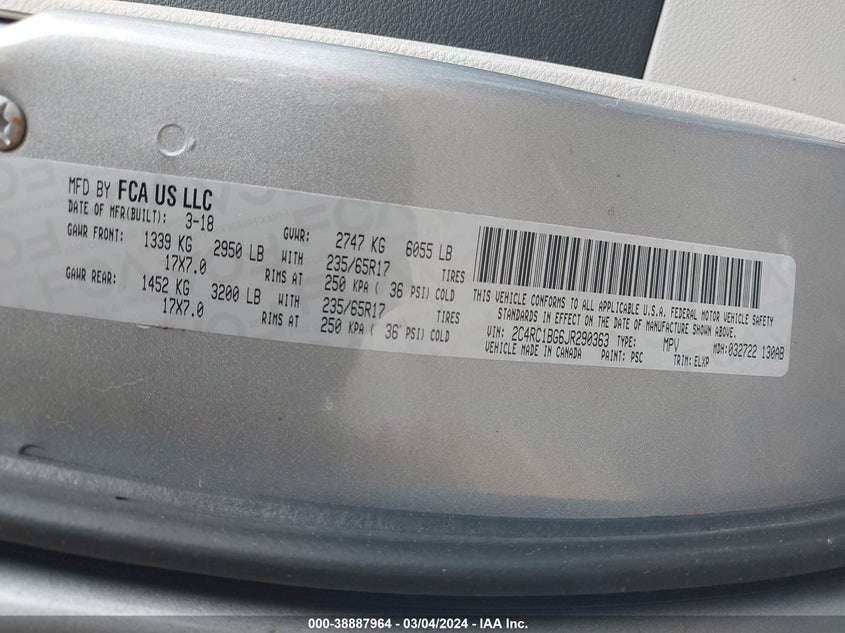 MFD BY FCA US LLC
DATE OF MFR(BUILT): 3-18 GVWR: 2747 KG 6055 LB
GAWR FRONT: 1339 KG 2950 LB WITH 235/65R17 TIRES
17X7.0 RIMS AT 250 KPA ( 36 PSI) COLD
GAWR REAR: 1452 KG 3200 LB WITH 235/65R17 TIRES
17X7.0 RIMS AT 250 KPA ( 36 PSI) COLD
THIS VEHICLE CONFORMS TO ALL APPLICABLE U.S.A. FEDERAL MOTOR VEHICLE SAFETY
STANDARDS IN EFFECT ON THE DATE OF MANUFACTURE SHOWN ABOVE.
VIN: 2C4RC1BG6JR290363 TYPE: MPV MDH:032722 130AB
VEHICLE MADE IN CANADA PAINT: PSC TRIM: ELXP
000-38887964 - 03/04/2024 - IAA Inc.